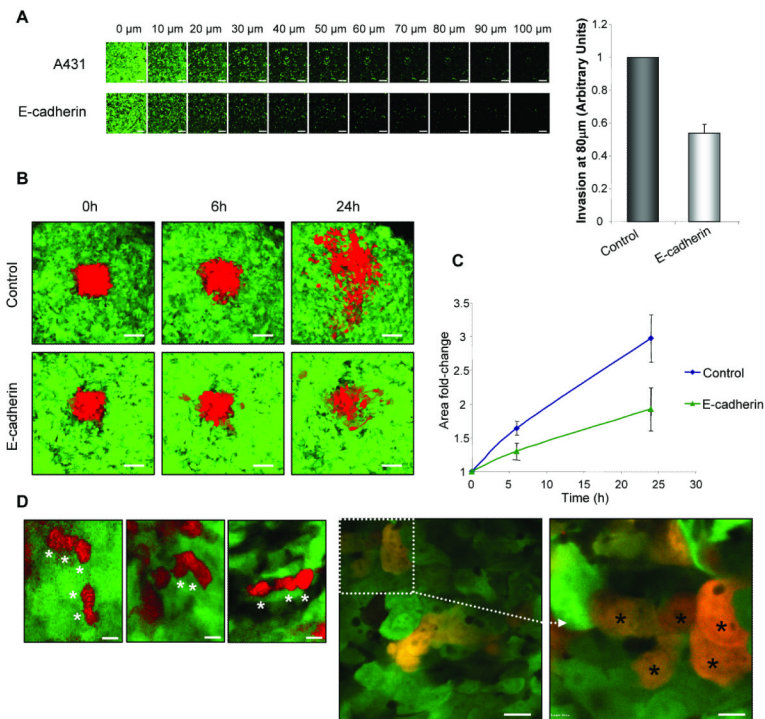 A
0 µm 10 µm 20 µm 30 µm 40 µm 50 µm 60 µm 70 µm 80 µm 90 µm 100 µm
A431
E-cadherin
Invasion at 80µm (Arbitrary Units)
1.2
1
0.8
0.6
0.4
0.2
0
Control
E-cadherin
B
0h 6h 24h
Control
E-cadherin
C
Area fold-change
3.5
3
2.5
2
1.5
1
0 5 10 15 20 25 30
Time (h)
Control
E-cadherin
D
* * * * *
* *
* * *
* * * * *